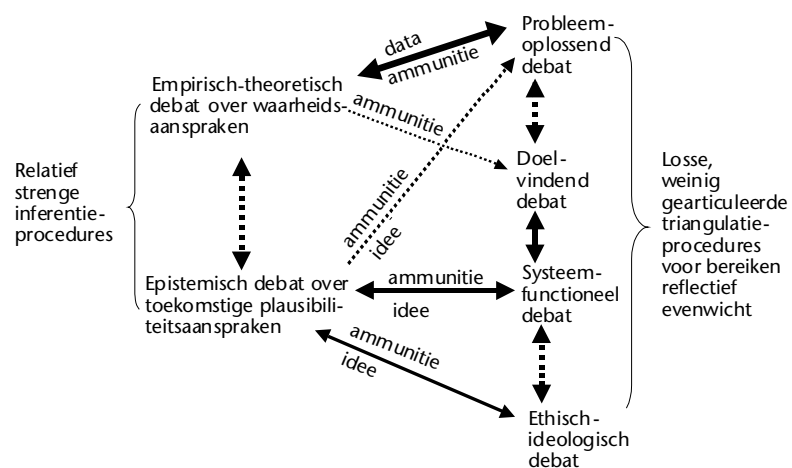 Relatief
strenge
inferentie-
procedures
Empirisch-theoretisch
debat over waarheids-
aanspraken
Epistemisch debat over
toekomstige plausibili-
teitsaanspraken
data
ammunitie
ammunitie
ammunitie
idee
ammunitie
idee
ammunitie
idee
Probleem-
oplossend
debat
Doel-
vindend
debat
Systeem-
functioneel
debat
Ethisch-
ideologisch
debat
Losse,
weinig
gearticuleerde
triangulatie-
procedures
voor bereiken
reflectief
evenwicht